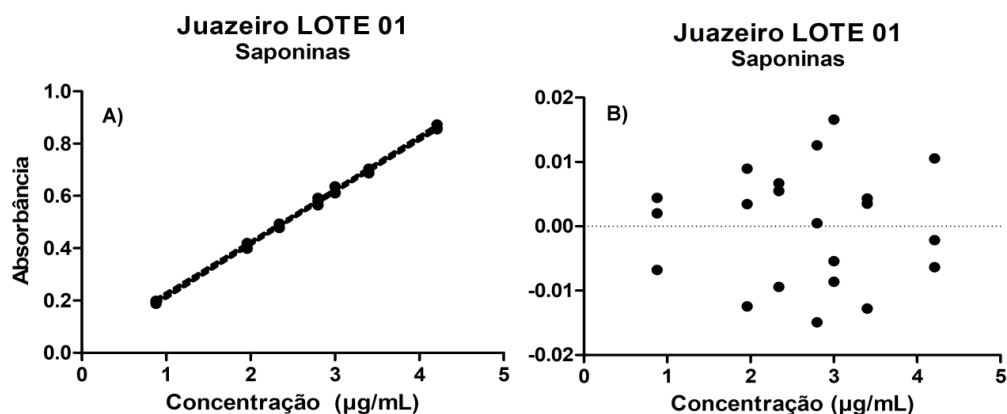 Juazeiro LOTE 01
Saponinas
A)
1.0
0.8
0.6
0.4
0.2
0.0
Absorbância
0 1 2 3 4 5
Concentração (µg/mL)
Juazeiro LOTE 01
Saponinas
B)
0.02
0.01
0.00
-0.01
-0.02
0 1 2 3 4 5
Concentração (µg/mL)